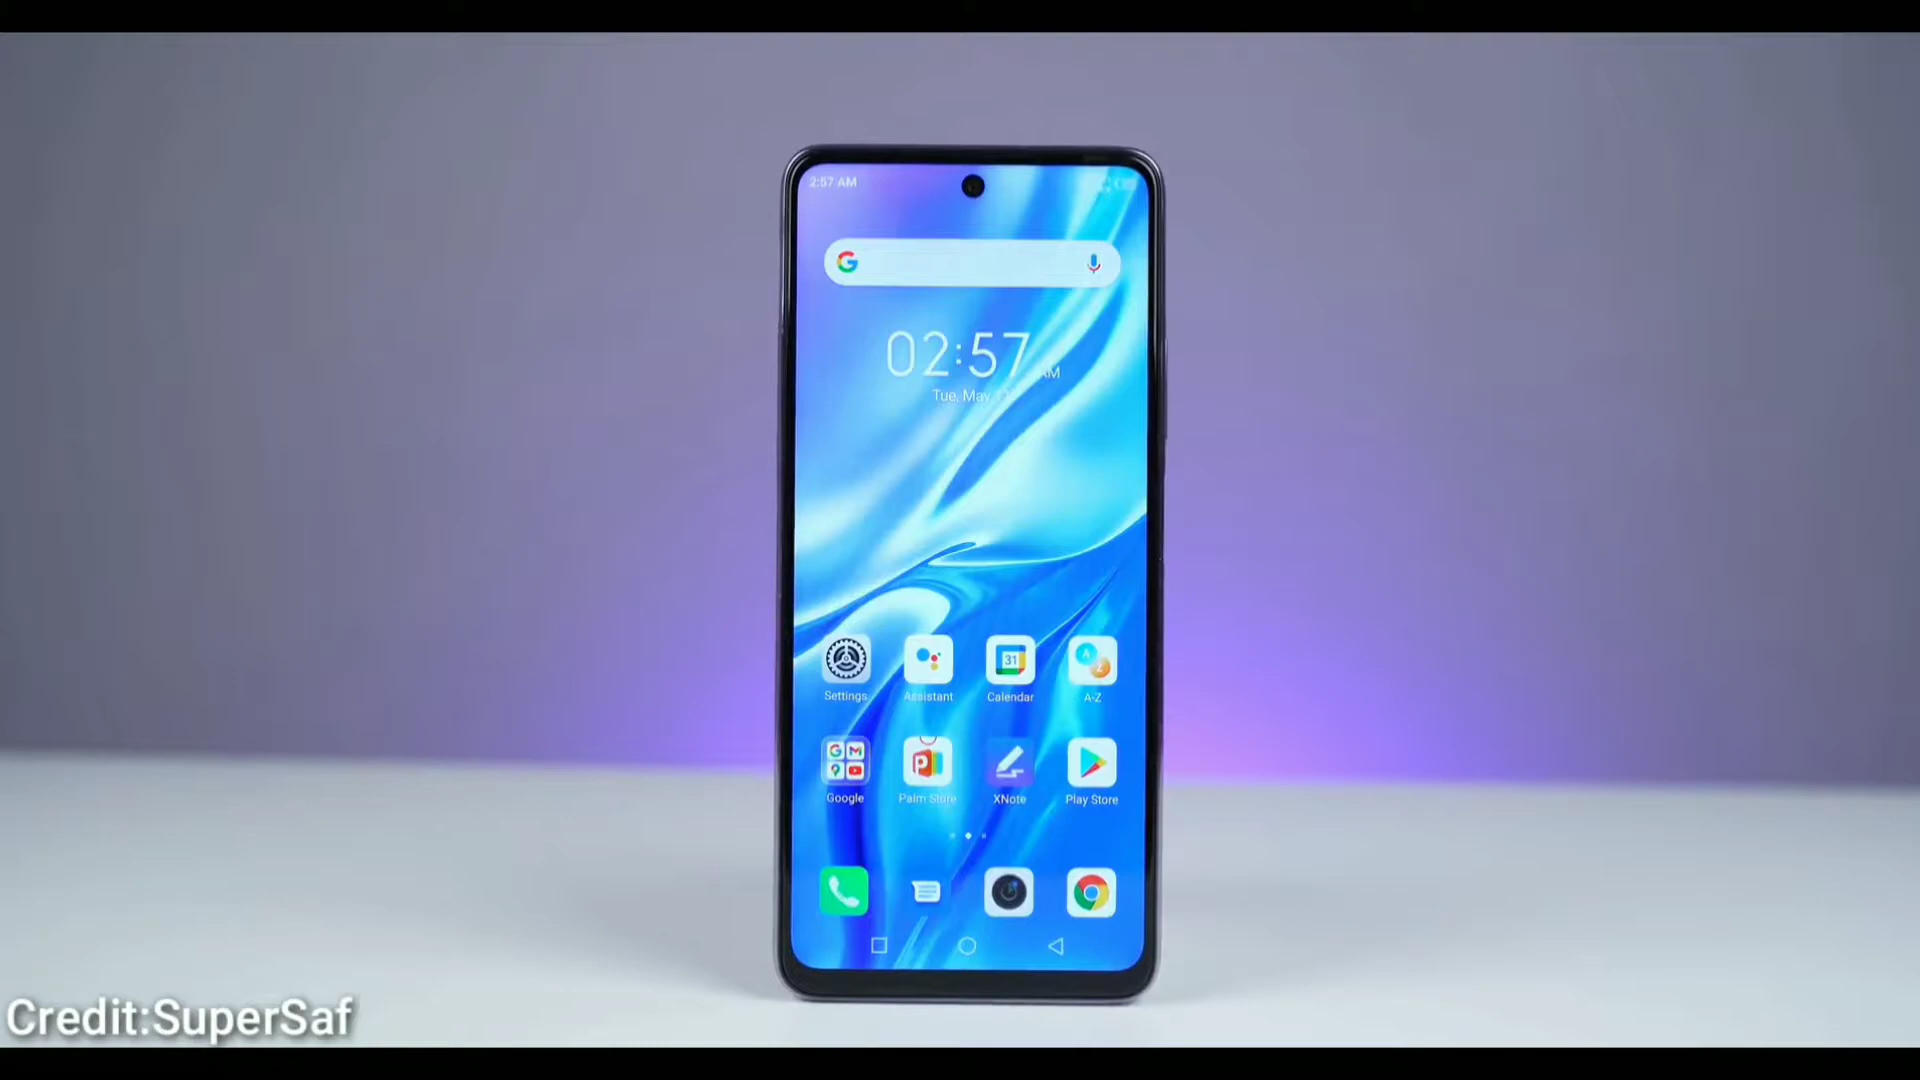 2:57 AM
02:57 AM
Tue, May
Settings
Assistant
31
Calendar
A
Z
A-Z
Google
Palm Store
XNote
Play Store
Credit:SuperSaf